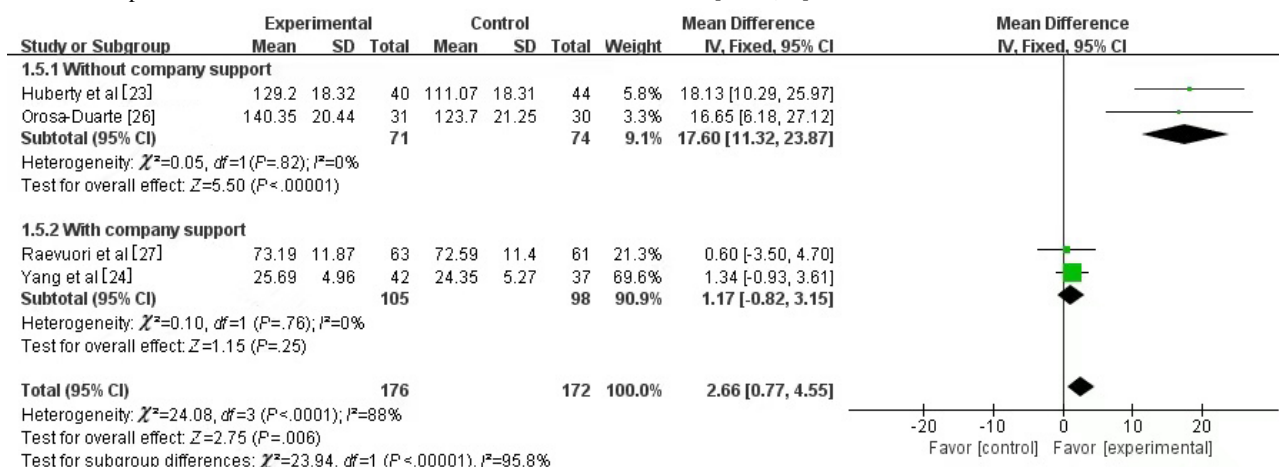 Experimental Control Mean Difference Mean Difference
Study or Subgroup Mean SD Total Mean SD Total Weight IV, Fixed, 95% CI IV, Fixed, 95% CI
1.5.1 Without company support
Huberty et al [23] 129.2 18.32 40 111.07 18.31 44 5.8% 18.13 [10.29, 25.97]
Orosa-Duarte [26] 140.35 20.44 31 123.7 21.25 30 3.3% 16.65 [6.18, 27.12]
Subtotal (95% CI) 71 74 9.1% 17.60 [11.32, 23.87]
Heterogeneity: χ²=0.05, df=1 (P=.82); I²=0%
Test for overall effect: Z=5.50 (P<.00001)
1.5.2 With company support
Raevuori et al [27] 73.19 11.87 63 72.59 11.4 61 21.3% 0.60 [-3.50, 4.70]
Yang et al [24] 25.69 4.96 42 24.35 5.27 37 69.6% 1.34 [-0.93, 3.61]
Subtotal (95% CI) 105 98 90.9% 1.17 [-0.82, 3.15]
Heterogeneity: χ²=0.10, df=1 (P=.76); I²=0%
Test for overall effect: Z=1.15 (P=.25)
Total (95% CI) 176 172 100.0% 2.66 [0.77, 4.55]
Heterogeneity: χ²=24.08, df=3 (P<.0001); I²=88%
Test for overall effect: Z=2.75 (P=.006)
Test for subgroup differences: χ²=23.94, df=1 (P<.00001), I²=95.8%
-20 -10 0 10 20
Favor [control] Favor [experimental]